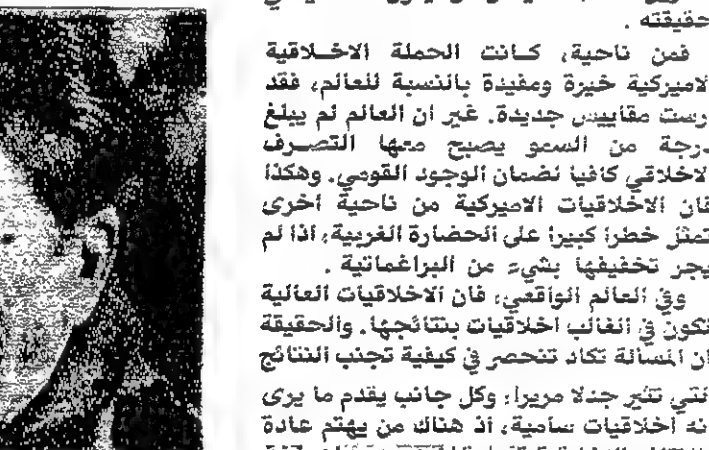 حقيقته .
فمن ناحية، كانت الحملة الاخلاقية
الاميركية خيرة ومفيدة بالنسبة للعالم، فقد
رست مقاييس جديدة. غير ان العالم لم يبلغ
درجة من السمو يصبح معها التصرف
الاخلاقي كافيا لضمان الوجود القومي. وهكذا
فان الاخلاقيات الاميركية من ناحية اخرى
تمثل خطرا كبيرا على الحضارة الغربية، اذا لم
يجر تخفيفها بشيء من البراغماتية .
وفي العالم الواقعي، فان الاخلاقيات العالية
تكون في الغالب اخلاقيات بنتائجها. والحقيقة
ان المسألة تكاد تنحصر في كيفية تجنب النتائج
التي تثير جدلا مريرا، وكل جانب يقدم ما يرى
انه أخلاقيات سامية، اذ هناك من يهتم عادة